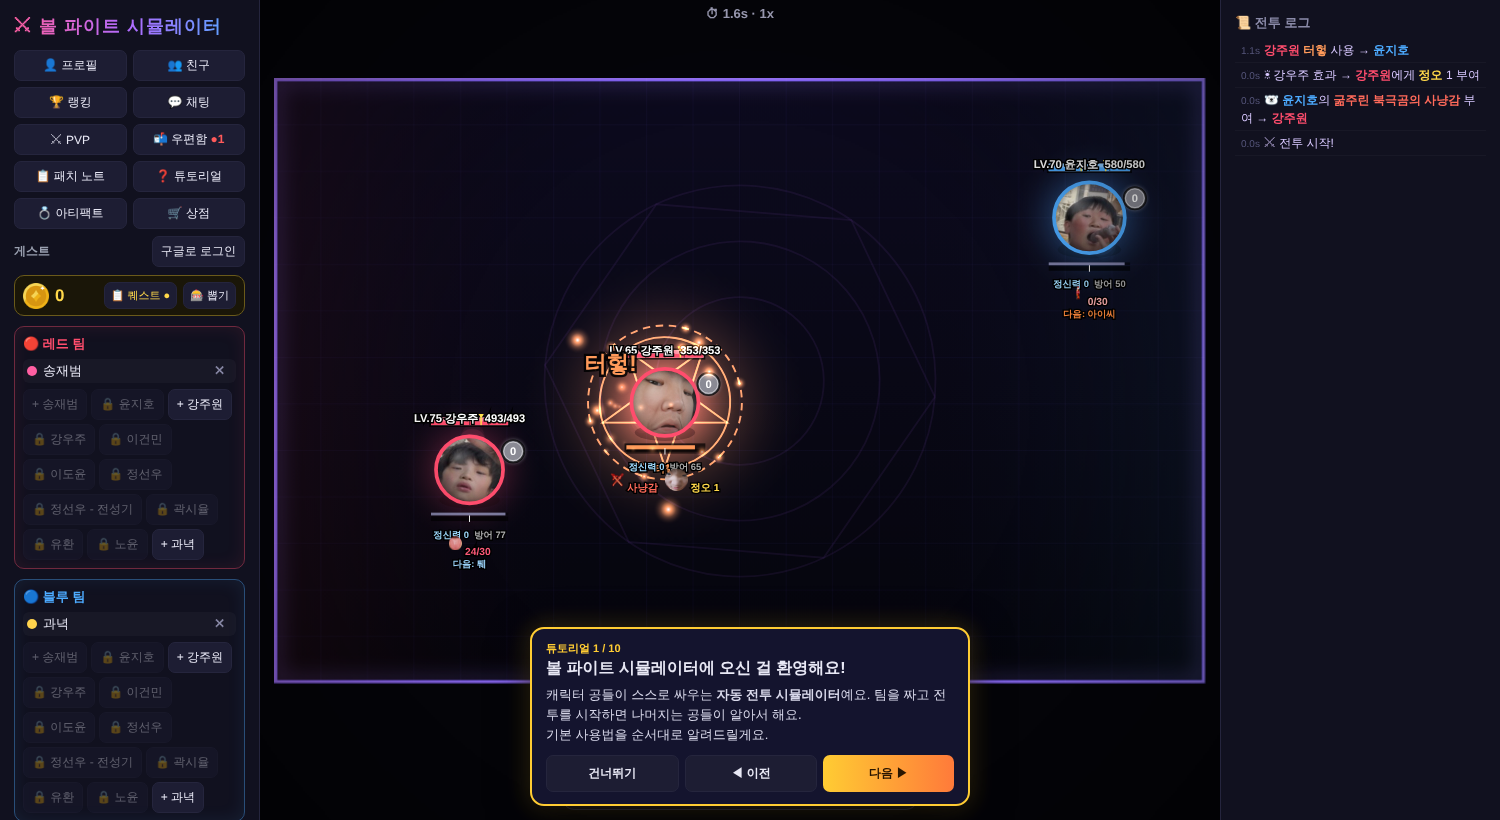 ⚔ 볼 파이트 시뮬레이터
👤 프로필
👥 친구
🏆 랭킹
💬 채팅
⚔ PVP
📬 우편함 ●1
📋 패치 노트
❓ 튜토리얼
💍 아티팩트
🛒 상점
게스트
구글로 로그인
0
📋 퀘스트 ●
🎰 뽑기
🔴 레드 팀
송재범 ✕
+ 송재범
🔒 윤지호
+ 강주원
🔒 강우주
🔒 이건민
🔒 이도윤
🔒 정선우
🔒 정선우 - 전성기
🔒 곽시율
🔒 유환
🔒 노윤
+ 과녁
🔵 블루 팀
과녁 ✕
+ 송재범
🔒 윤지호
+ 강주원
🔒 강우주
🔒 이건민
🔒 이도윤
🔒 정선우
🔒 정선우 - 전성기
🔒 곽시율
🔒 유환
🔒 노윤
+ 과녁
⏱ 1.6s · 1x
LV.70 윤지호 580/580
0
정신력 0 방어 50
0/30
다음: 아이씨
LV.65 강주원 353/353
터헝!
0
정신력 0 방어 65
사냥감
정오 1
LV.75 강우주 493/493
0
정신력 0 방어 77
24/30
다음: 퉤
튜토리얼 1 / 10
볼 파이트 시뮬레이터에 오신 걸 환영해요!
캐릭터 공들이 스스로 싸우는 자동 전투 시뮬레이터예요. 팀을 짜고 전
투를 시작하면 나머지는 공들이 알아서 해요.
기본 사용법을 순서대로 알려드릴게요.
건너뛰기
◀ 이전
다음 ▶
📜 전투 로그
1.1s 강주원 터헝 사용 → 윤지호
0.0s ☀ 강우주 효과 → 강주원에게 정오 1 부여
0.0s 🐻‍❄️ 윤지호의 굶주린 북극곰의 사냥감 부
여 → 강주원
0.0s ⚔ 전투 시작!